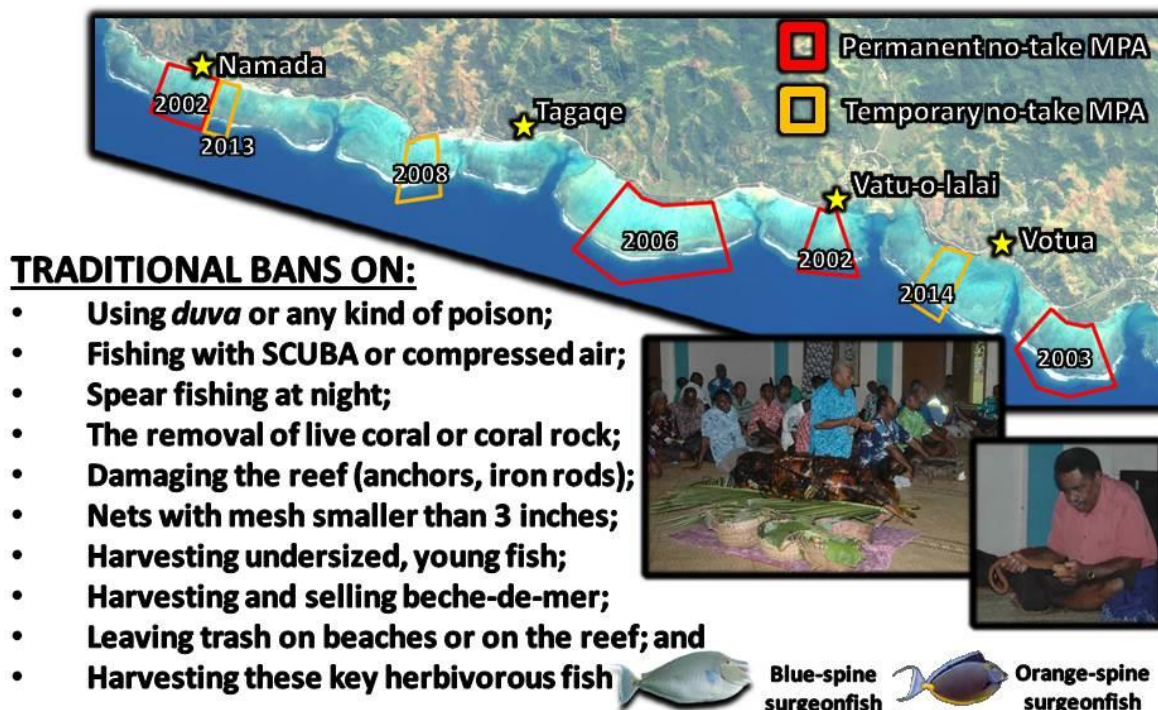 Permanent no-take MPA
Temporary no-take MPA
Namada
2002
2013
Tagaqe
2008
2006
Vatu-o-lalai
2002
Votua
2014
2003
TRADITIONAL BANS ON:
• Using duva or any kind of poison;
• Fishing with SCUBA or compressed air;
• Spear fishing at night;
• The removal of live coral or coral rock;
• Damaging the reef (anchors, iron rods);
• Nets with mesh smaller than 3 inches;
• Harvesting undersized, young fish;
• Harvesting and selling beche-de-mer;
• Leaving trash on beaches or on the reef; and
• Harvesting these key herbivorous fish
Blue-spine
surgeonfish
Orange-spine
surgeonfish